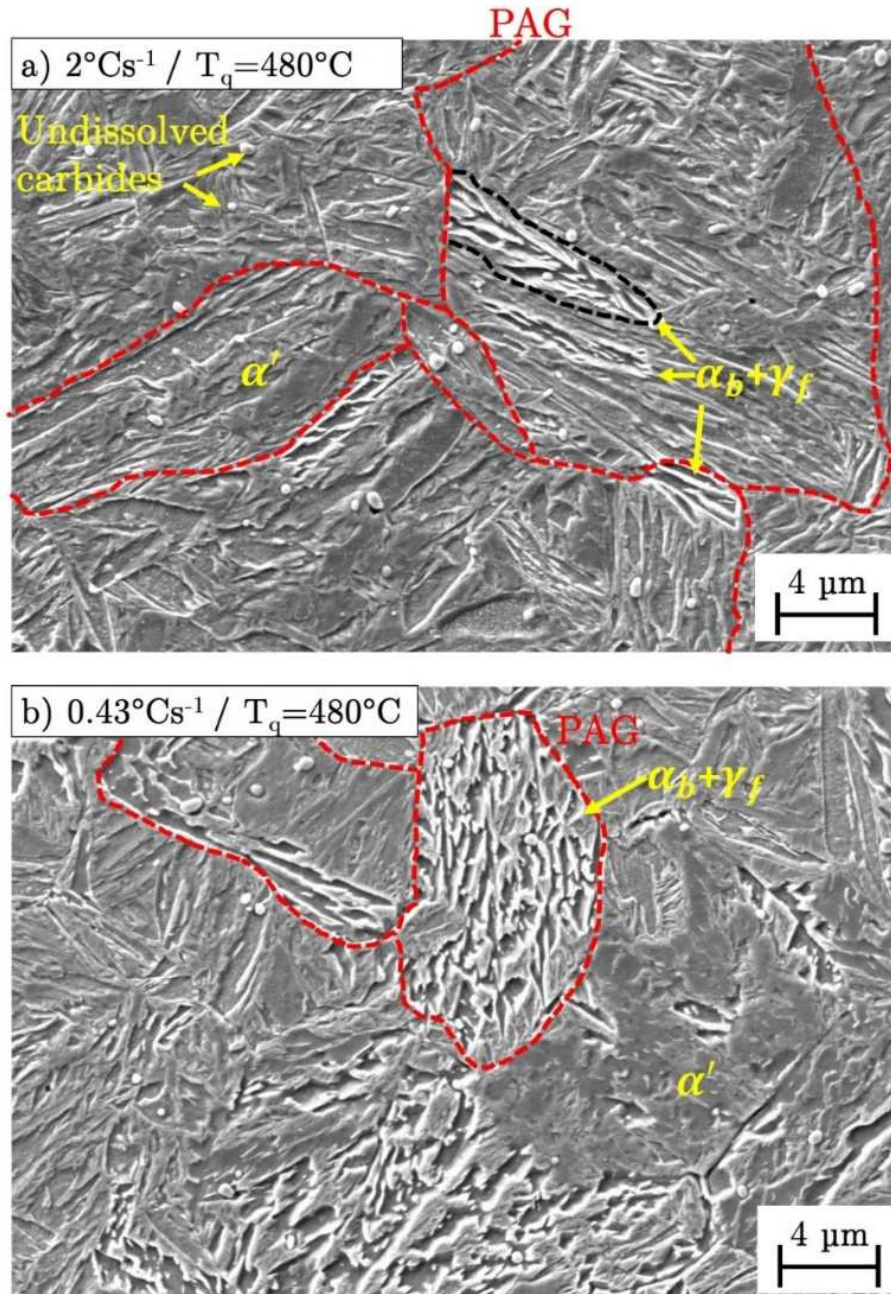 PAG
a) 2°Cs⁻¹ / T_q=480°C
Undissolved
carbides
α'
α_b+γ_f
4 µm
b) 0.43°Cs⁻¹ / T_q=480°C
PAG
α_b+γ_f
α'
4 µm